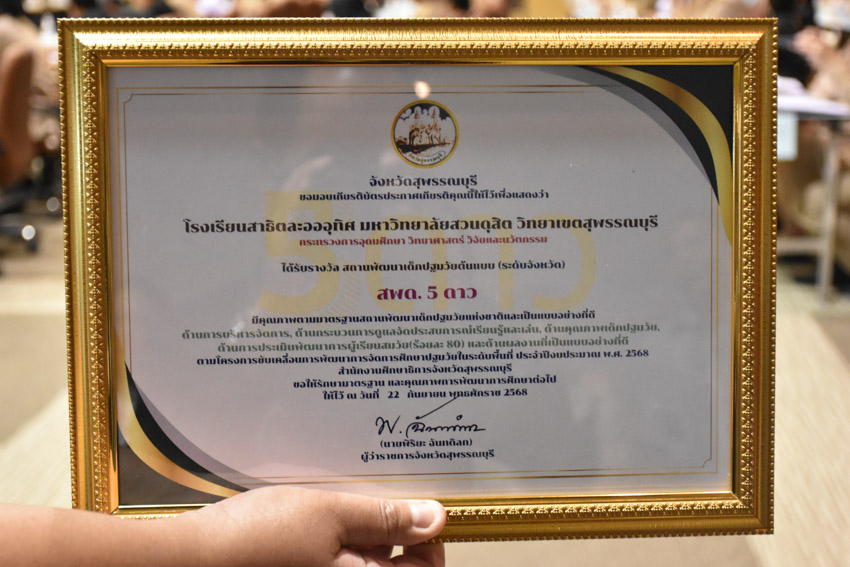 จังหวัดสุพรรณบุรี
จังหวัดสุพรรณบุรี
ขอมอบเกียรติบัตรประกาศเกียรติคุณนี้ให้ไว้เพื่อแสดงว่า
โรงเรียนสาธิตละอออุทิศ มหาวิทยาลัยสวนดุสิต วิทยาเขตสุพรรณบุรี
กระทรวงการอุดมศึกษา วิทยาศาสตร์ วิจัยและนวัตกรรม
ได้รับรางวัล สถานพัฒนาเด็กปฐมวัยต้นแบบ (ระดับจังหวัด)
5 ดาว
สพด. 5 ดาว
มีคุณภาพตามมาตรฐานสถานพัฒนาเด็กปฐมวัยแห่งชาติและเป็นแบบอย่างที่ดี
ด้านการบริหารจัดการ, ด้านกระบวนการดูแลจัดประสบการณ์เรียนรู้และเล่น, ด้านคุณภาพเด็กปฐมวัย,
ด้านการประเมินพัฒนาการผู้เรียนสมวัย(ร้อยละ 80) และด้านผลงานที่เป็นแบบอย่างที่ดี
ตามโครงการขับเคลื่อนการพัฒนาการจัดการศึกษาปฐมวัยในระดับพื้นที่ ประจำปีงบประมาณ พ.ศ. 2568
สำนักงานศึกษาธิการจังหวัดสุพรรณบุรี
ขอให้รักษามาตรฐาน และคุณภาพการพัฒนาการศึกษาต่อไป
ให้ไว้ ณ วันที่ 22 กันยายน พุทธศักราช 2568
(นายพิริยะ ฉันทดิลก)
ผู้ว่าราชการจังหวัดสุพรรณบุรี